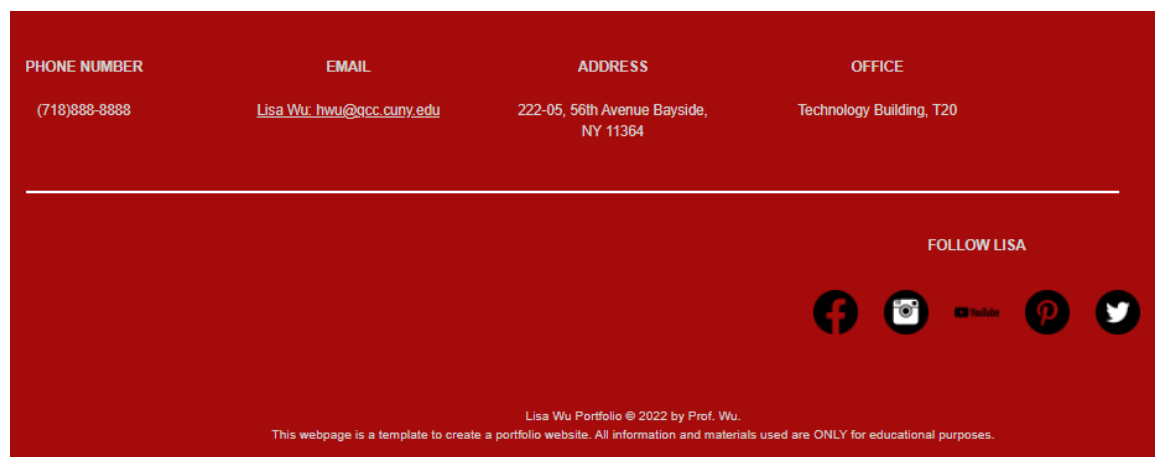 PHONE NUMBER
EMAIL
ADDRESS
OFFICE
(718)888-8888
Lisa Wu: hwu@qcc.cuny.edu
222-05, 56th Avenue Bayside,
NY 11364
Technology Building, T20
FOLLOW LISA
YouTube
Lisa Wu Portfolio © 2022 by Prof. Wu.
This webpage is a template to create a portfolio website. All information and materials used are ONLY for educational purposes.